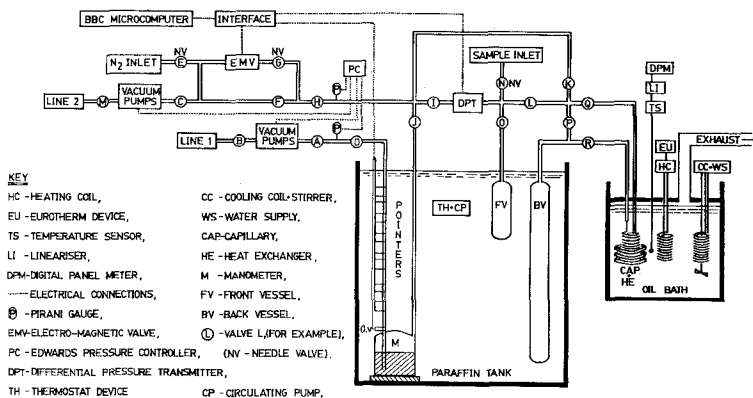 BBC MICROCOMPUTER
INTERFACE
NV
NV
N2 INLET
E
EMV
G
PC
P
SAMPLE INLET
N
NV
K
DPM
LI
TS
LINE 2
M
VACUUM PUMPS
C
F
H
I
DPT
L
Q
J
O
P
LINE 1
B
VACUUM PUMPS
A
P
D
R
EU
HC
EXHAUST
CC+WS
KEY
HC -HEATING COIL,
EU -EUROTHERM DEVICE,
TS -TEMPERATURE SENSOR,
LI -LINEARISER
DPM-DIGITAL PANEL METER,
ELECTRICAL CONNECTIONS,
P -PIRANI GAUGE,
EMV-ELECTRO-MAGNETIC VALVE,
PC -EDWARDS PRESSURE CONTROLLER,
DPT-DIFFERENTIAL PRESSURE TRANSMITTER,
TH -THERMOSTAT DEVICE
CC -COOLING COIL+STIRRER,
WS-WATER SUPPLY,
CAP-CAPILLARY,
HE -HEAT EXCHANGER,
M -MANOMETER,
FV -FRONT VESSEL,
BV -BACK VESSEL,
L -VALVE L,(FOR EXAMPLE),
(NV -NEEDLE VALVE).
CP -CIRCULATING PUMP,
POINTERS
TH+CP
FV
BV
O.V
M
PARAFFIN TANK
CAP
+
HE
OIL BATH